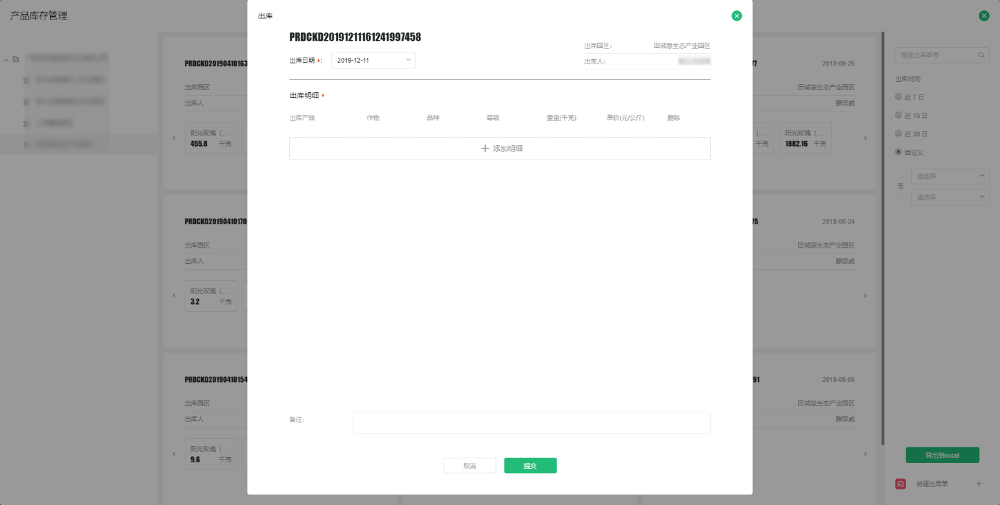 产品库存管理
出库
PRDCKD20191211161241997458
出库园区: 田诚慧生态产业园区
出库日期 *: 2019-12-11
出库人:
出库明细 *
出库产品 作物 品种 等级 重量(千克) 单价(元/公斤) 删除
添加明细
备注:
取消 提交
PRDCKD20190410163
出库园区
出库人
阳光玫瑰 (...
455.8 千克
PRDCKD20190410170
出库园区
出库人
阳光玫瑰 (...
3.2 千克
PRDCKD20190410154
出库园区
出库人
阳光玫瑰 (...
9.6 千克
77 2018-08-25
田诚慧生态产业园区
滕崇威
(... 千克
阳光玫瑰 (...
1882.16 千克
75 2018-08-24
田诚慧生态产业园区
滕崇威
91 2018-08-05
田诚慧生态产业园区
滕崇威
搜索出库单号
出库时间
近 7 日
近 15 日
近 30 日
自定义
请选择
至
请选择
导出到excel
创建出库单